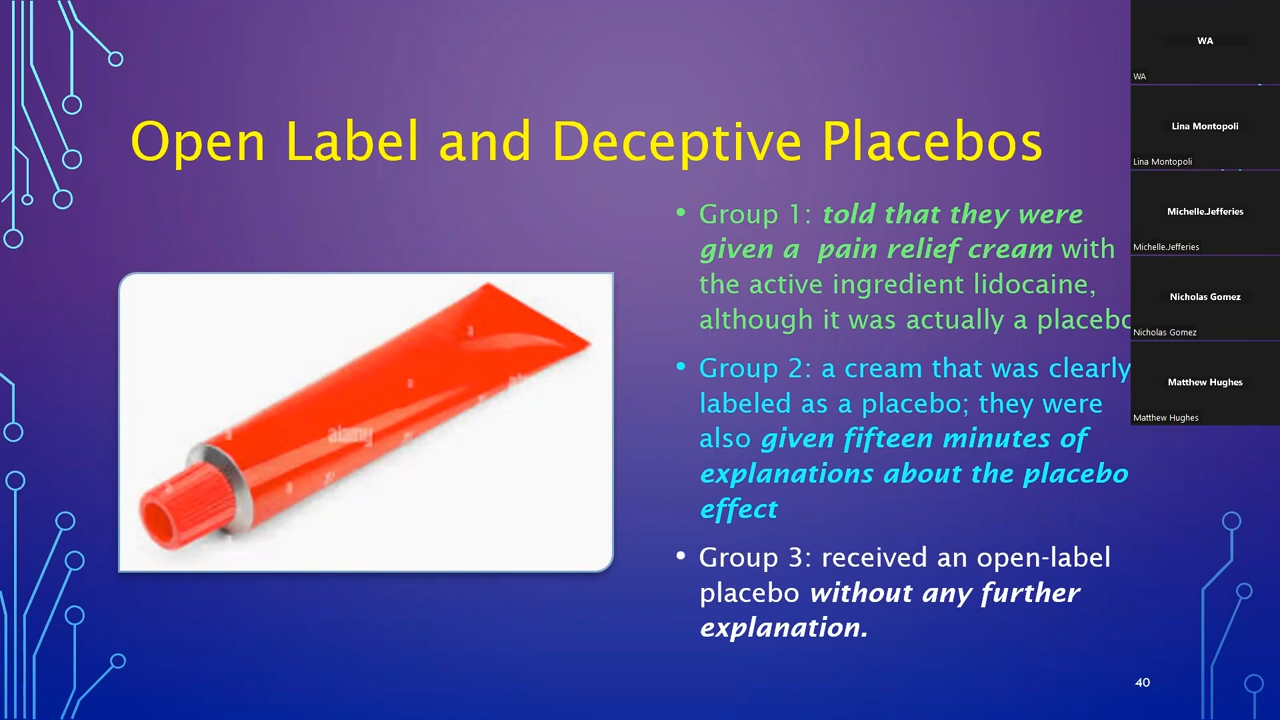 Open Label and Deceptive Placebos
• Group 1: told that they were
given a pain relief cream with
the active ingredient lidocaine,
although it was actually a placebo
• Group 2: a cream that was clearly
labeled as a placebo; they were
also given fifteen minutes of
explanations about the placebo
effect
• Group 3: received an open-label
placebo without any further
explanation.
alamy
a
a
a
a
40
WA
WA
Lina Montopoli
Lina Montopoli
Michelle.Jefferies
Michelle.Jefferies
Nicholas Gomez
Nicholas Gomez
Matthew Hughes
Matthew Hughes